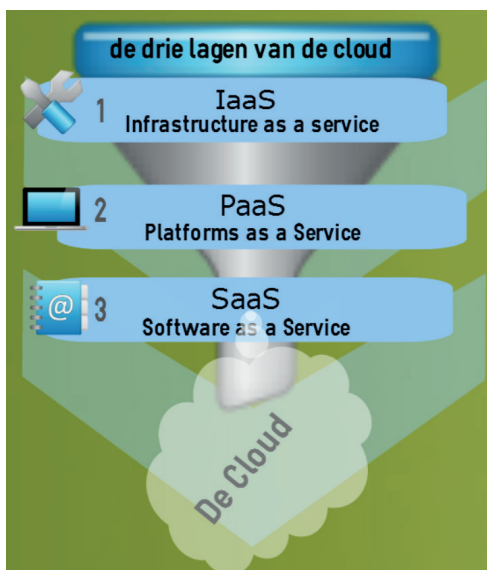 de drie lagen van de cloud
1
IaaS
Infrastructure as a service
2
PaaS
Platforms as a Service
@
3
SaaS
Software as a Service
De Cloud